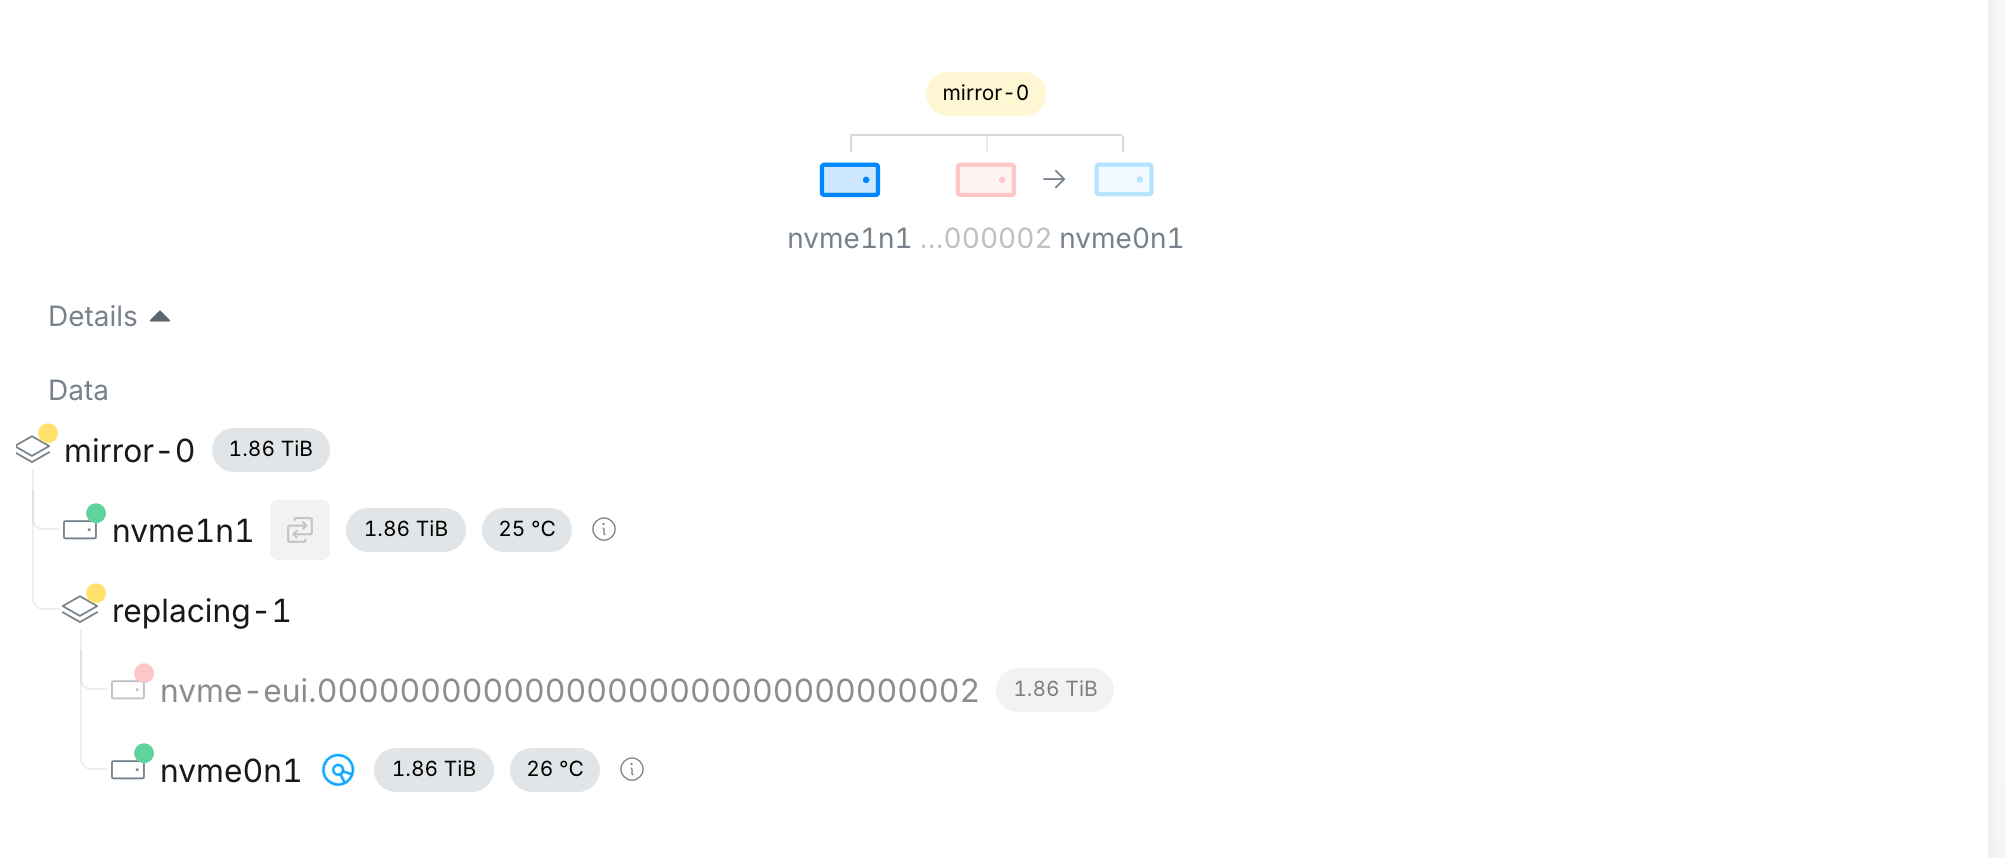 mirror-0
nvme1n1 ...000002 nvme0n1
Details
Data
mirror-0 1.86 TiB
nvme1n1 1.86 TiB 25 °C
replacing-1
nvme-eui.00000000000000000000000000000002 1.86 TiB
nvme0n1 1.86 TiB 26 °C